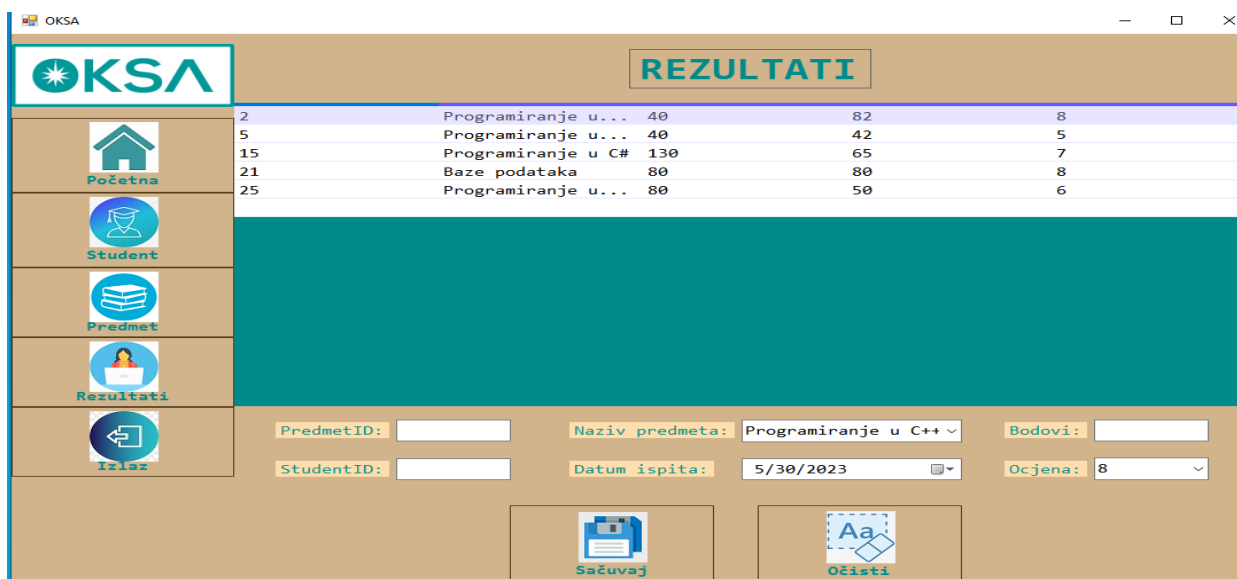 OKSA
OKSA
REZULTATI
2 Programiranje u... 40 82 8
5 Programiranje u... 40 42 5
15 Programiranje u C# 130 65 7
21 Baze podataka 80 80 8
25 Programiranje u... 80 50 6
Početna
Student
Predmet
Rezultati
Izlaz
PredmetID: Naziv predmeta: Programiranje u C++ Bodovi:
StudentID: Datum ispita: 5/30/2023 Ocjena: 8
Aa
Sačuvaj Očisti